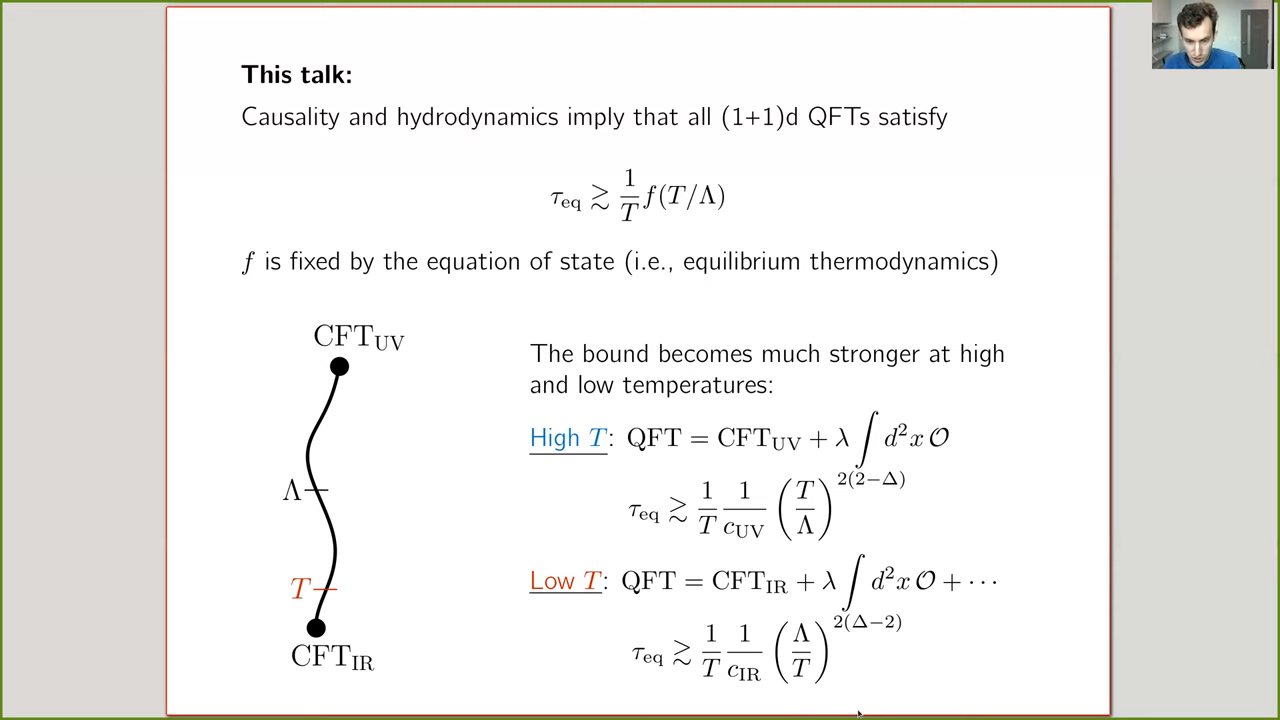 This talk:
Causality and hydrodynamics imply that all (1+1)d QFTs satisfy
τ_eq ≳ 1/T f(T/Λ)
f is fixed by the equation of state (i.e., equilibrium thermodynamics)
CFT_UV
Λ
T
CFT_IR
The bound becomes much stronger at high
and low temperatures:
High T: QFT = CFT_UV + λ ∫ d²x 𝒪
τ_eq ≳ 1/T 1/c_UV (T/Λ)^{2(2−Δ)}
Low T: QFT = CFT_IR + λ ∫ d²x 𝒪 + ⋯
τ_eq ≳ 1/T 1/c_IR (Λ/T)^{2(Δ−2)}